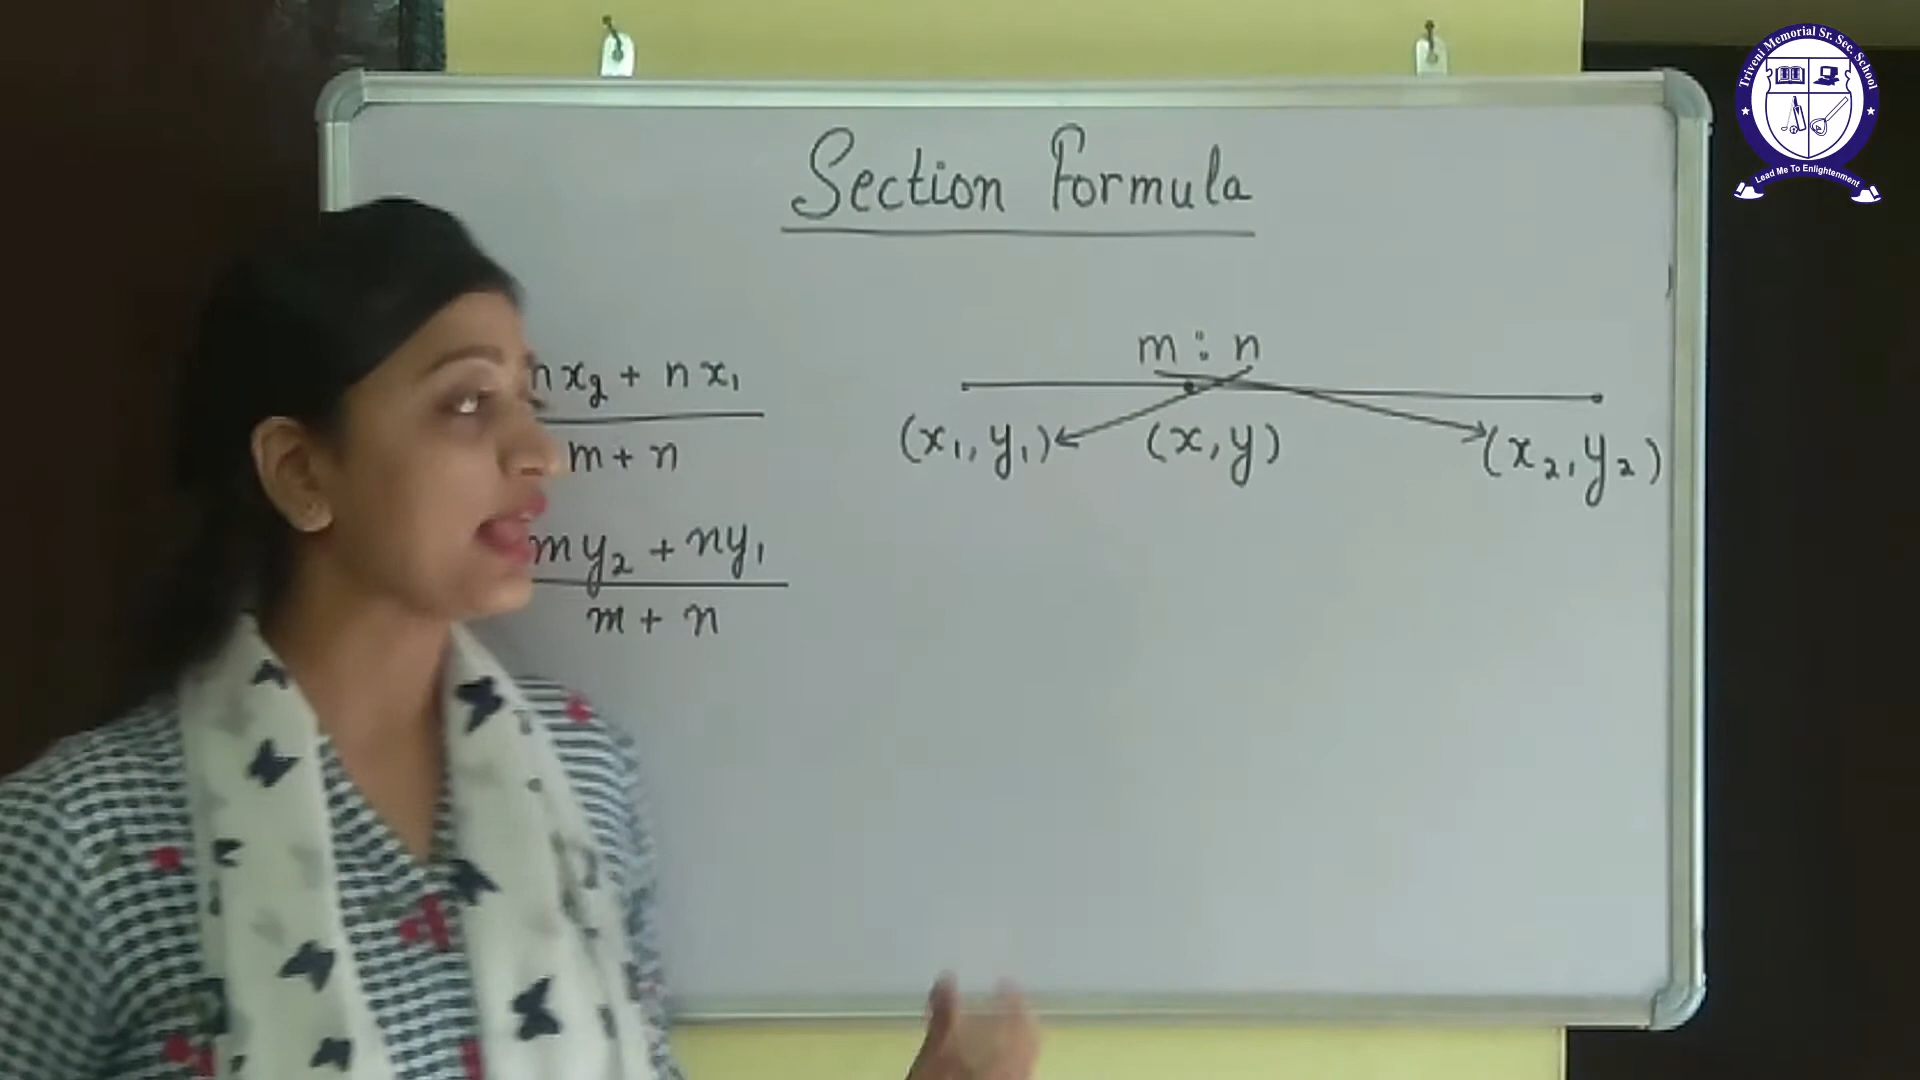 Triveni Memorial Sr. Sec. School
Lead Me To Enlightenment
Section Formula
m : n
(x₁, y₁) (x, y) (x₂, y₂)
x₂ + n x₁
m + n
my₂ + ny₁
m + n